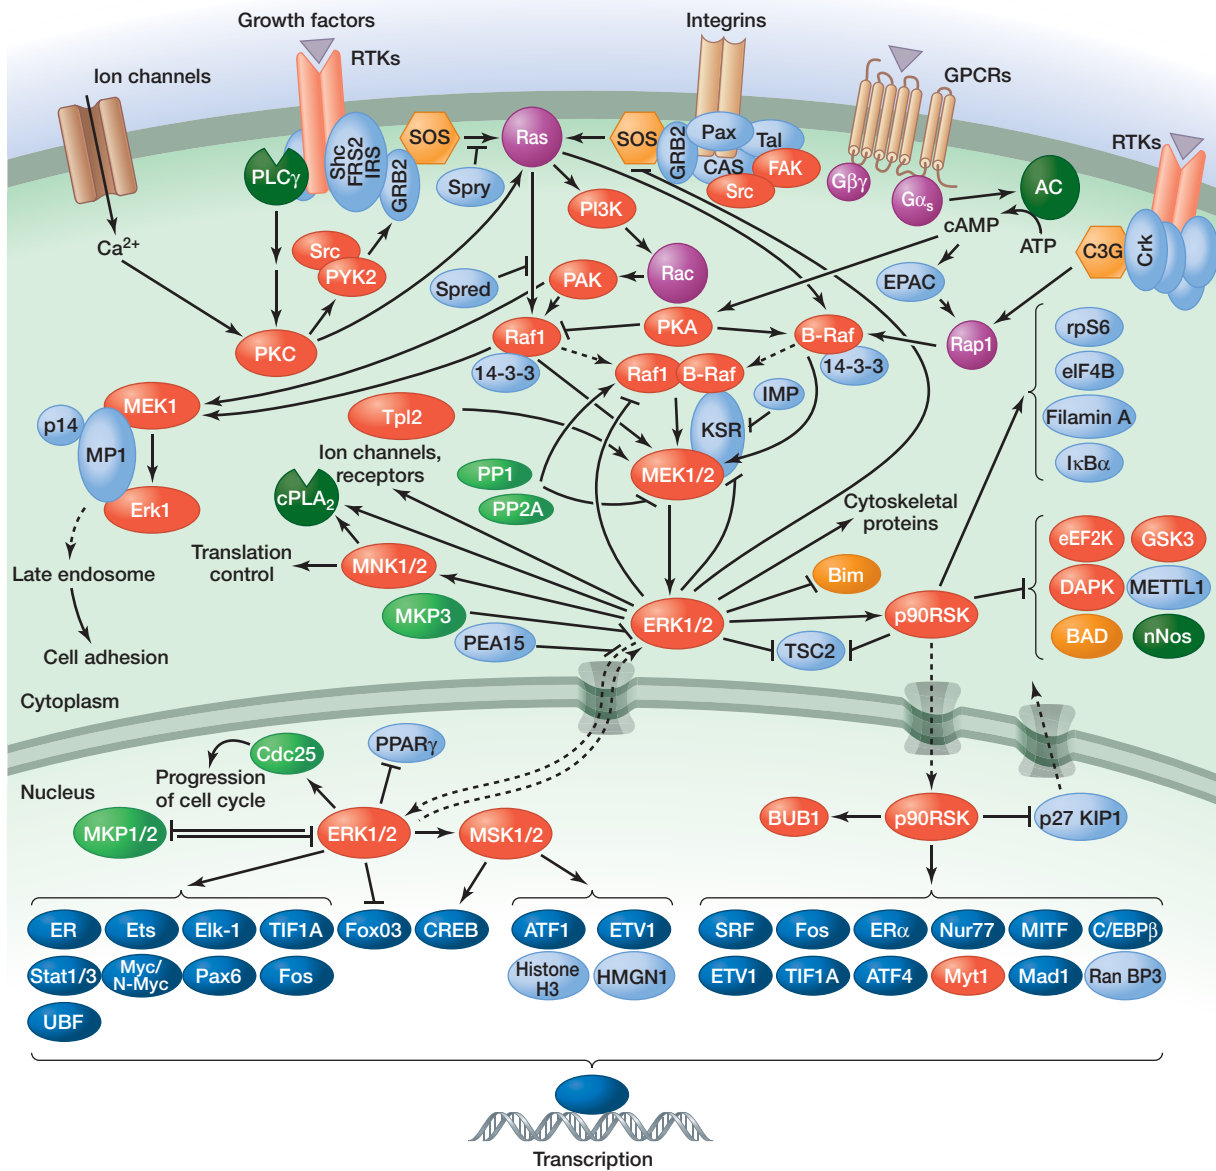 Growth factors
Integrins
RTKs
Ion channels
GPCRs
SOS
Ras
SOS
GRB2
Pax
Tal
CAS
FAK
Src
Shc
FRS2
IRS
GRB2
PLCγ
Spry
Gβγ
Gαs
AC
RTKs
PI3K
cAMP
ATP
C3G
Crk
Ca2+
Src
PYK2
Spred
PAK
Rac
EPAC
PKA
Rap1
rpS6
eIF4B
Filamin A
IκBα
PKC
Raf1
14-3-3
B-Raf
14-3-3
Raf1
B-Raf
IMP
KSR
MEK1
p14
MP1
Erk1
Tpl2
Ion channels,
receptors
cPLA2
PP1
PP2A
MEK1/2
Cytoskeletal
proteins
Translation
control
MNK1/2
Late endosome
Cell adhesion
MKP3
PEA15
ERK1/2
Bim
TSC2
p90RSK
eEF2K
GSK3
DAPK
METTL1
BAD
nNos
Cytoplasm
Nucleus
Cdc25
Progression
of cell cycle
PPARγ
MKP1/2
ERK1/2
MSK1/2
BUB1
p90RSK
p27 KIP1
ER
Ets
Elk-1
TIF1A
Fox03
CREB
ATF1
ETV1
SRF
Fos
ERα
Nur77
MITF
C/EBPβ
Stat1/3
Myc/
N-Myc
Pax6
Fos
Histone
H3
HMGN1
ETV1
TIF1A
ATF4
Myt1
Mad1
Ran BP3
UBF
Transcription